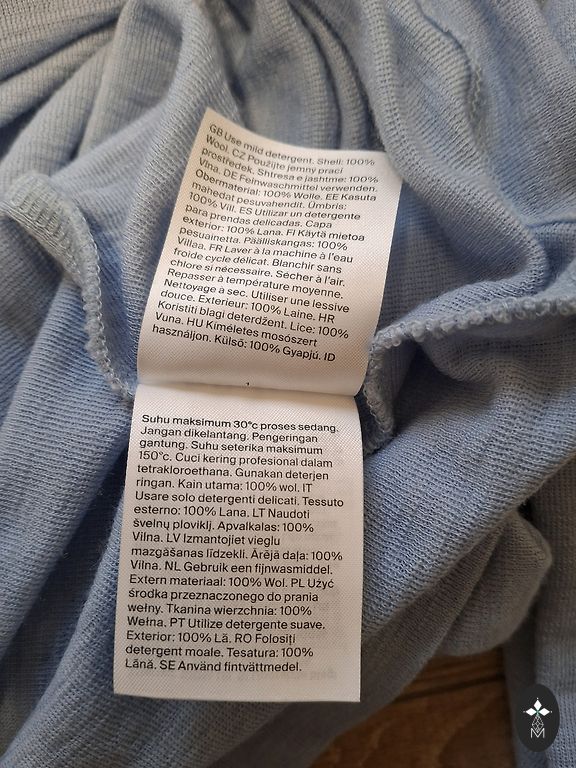 GB Use mild detergent. Shell: 100%
Wool. CZ Použijte jemny praci
prostředek. Shtresa e jashtme: 100%
Vlna. DE Feinwaschmittel verwenden.
Obermaterial: 100% Wolle. EE Kasuta
mahedat pesuvahendit. Ümbris:
100% Vill. ES Utilizar un detergente
para prendas delicadas. Capa
exterior: 100% Lana. FI Käytä mietoa
pesuainetta. Päälliskangas: 100%
Villaa. FR Laver à la machine à l'eau
froide cycle délicat. Blanchir sans
chlore si nécessaire. Sécher à l'air.
Repasser à température moyenne.
Nettoyage à sec. Utiliser une lessive
douce. Exterieur: 100% Laine. HR
Koristiti blagi deterdžent. Lice: 100%
Vuna. HU Kíméletes mosószert
használjon. Külső: 100% Gyapjú. ID
Suhu maksimum 30°c proses sedang.
Jangan dikelantang. Pengeringan
gantung. Suhu seterika maksimum
150°c. Cuci kering profesional dalam
tetrakloroethana. Gunakan deterjen
ringan. Kain utama: 100% wol. IT
Usare solo detergenti delicati. Tessuto
esterno: 100% Lana. LT Naudoti
švelnų ploviklį. Apvalkalas: 100%
Vilna. LV Izmantojiet vieglu
mazgāšanas līdzekli. Ārējā daļa: 100%
Vilna. NL Gebruik een fijnwasmiddel.
Extern materiaal: 100% Wol. PL Użyć
środka przeznaczonego do prania
wełny. Tkanina wierzchnia: 100%
Wełna. PT Utilize detergente suave.
Exterior: 100% Lã. RO Folosiți
detergent moale. Tesatura: 100%
Lână. SE Använd fintvättmedel.
M